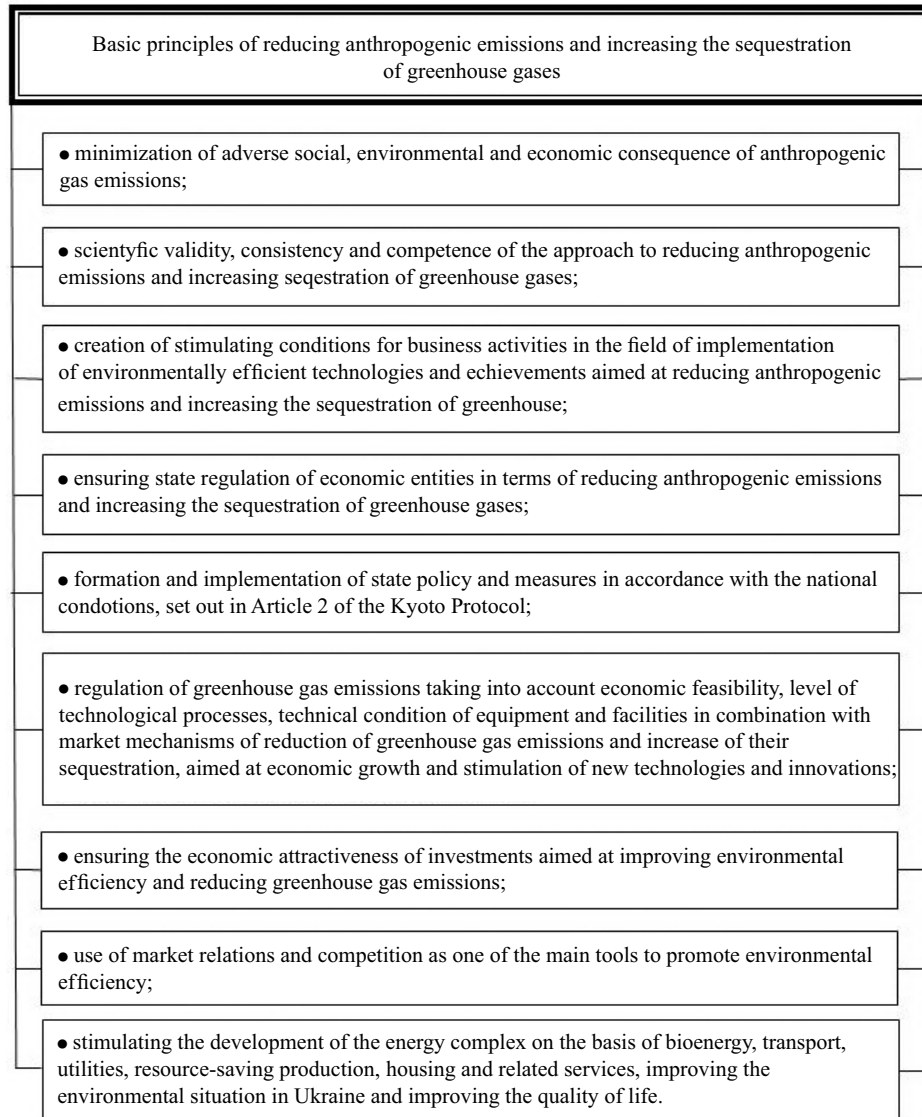 Basic principles of reducing anthropogenic emissions and increasing the sequestration
of greenhouse gases
• minimization of adverse social, environmental and economic consequence of anthropogenic
gas emissions;
• scientyfic validity, consistency and competence of the approach to reducing anthropogenic
emissions and increasing seqestration of greenhouse gases;
• creation of stimulating conditions for business activities in the field of implementation
of environmentally efficient technologies and echievements aimed at reducing anthropogenic
emissions and increasing the sequestration of greenhouse;
• ensuring state regulation of economic entities in terms of reducing anthropogenic emissions
and increasing the sequestration of greenhouse gases;
• formation and implementation of state policy and measures in accordance with the national
condotions, set out in Article 2 of the Kyoto Protocol;
• regulation of greenhouse gas emissions taking into account economic feasibility, level of
technological processes, technical condition of equipment and facilities in combination with
market mechanisms of reduction of greenhouse gas emissions and increase of their
sequestration, aimed at economic growth and stimulation of new technologies and innovations;
• ensuring the economic attractiveness of investments aimed at improving environmental
efficiency and reducing greenhouse gas emissions;
• use of market relations and competition as one of the main tools to promote environmental
efficiency;
• stimulating the development of the energy complex on the basis of bioenergy, transport,
utilities, resource-saving production, housing and related services, improving the
environmental situation in Ukraine and improving the quality of life.